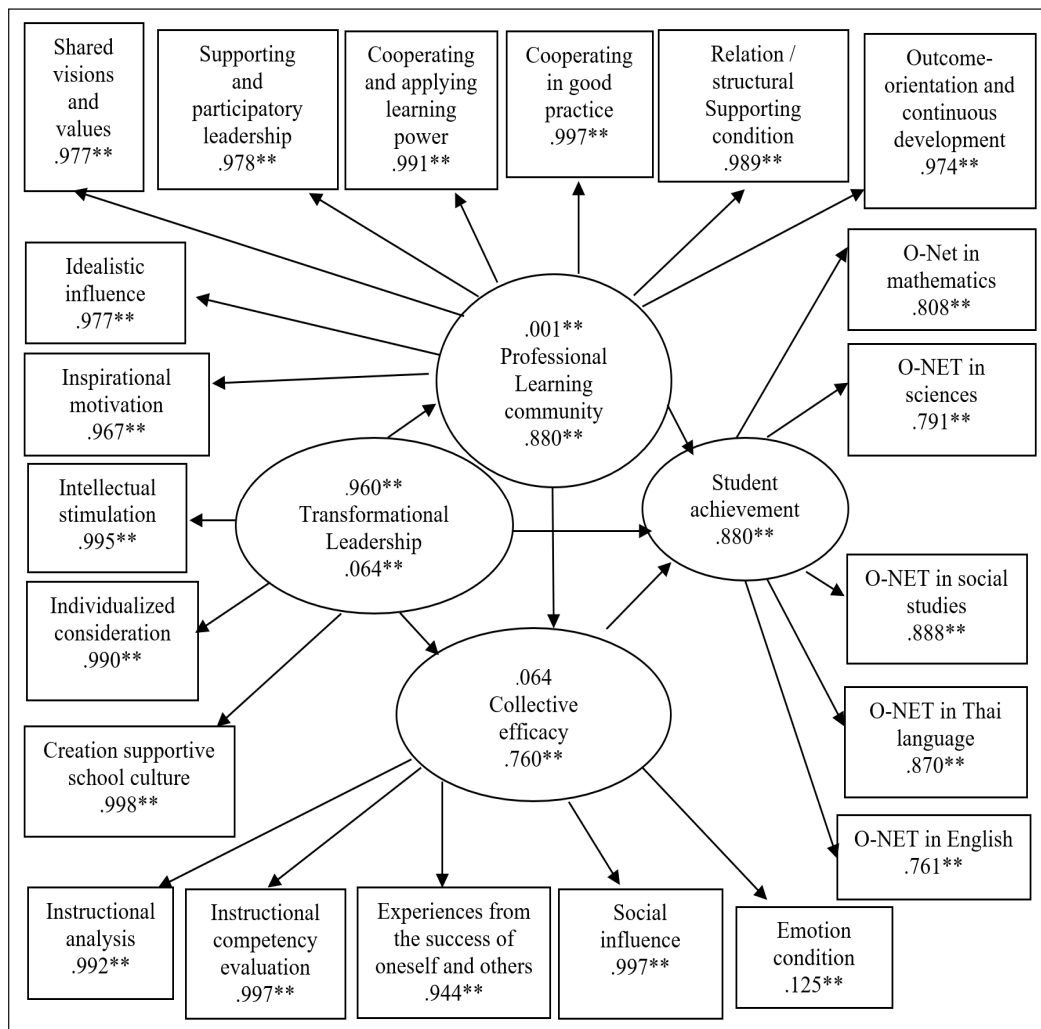 Shared
visions
and
values
.977**
Supporting
and
participatory
leadership
.978**
Cooperating
and applying
learning
power
.991**
Cooperating
in good
practice
.997**
Relation /
structural
Supporting
condition
.989**
Outcome-
orientation and
continuous
development
.974**
Idealistic
influence
.977**
Inspirational
motivation
.967**
Intellectual
stimulation
.995**
Individualized
consideration
.990**
Creation supportive
school culture
.998**
.001**
Professional
Learning
community
.880**
.960**
Transformational
Leadership
.064**
Student
achievement
.880**
.064
Collective
efficacy
.760**
O-Net in
mathematics
.808**
O-NET in
sciences
.791**
O-NET in social
studies
.888**
O-NET in Thai
language
.870**
O-NET in English
.761**
Instructional
analysis
.992**
Instructional
competency
evaluation
.997**
Experiences from
the success of
oneself and others
.944**
Social
influence
.997**
Emotion
condition
.125**